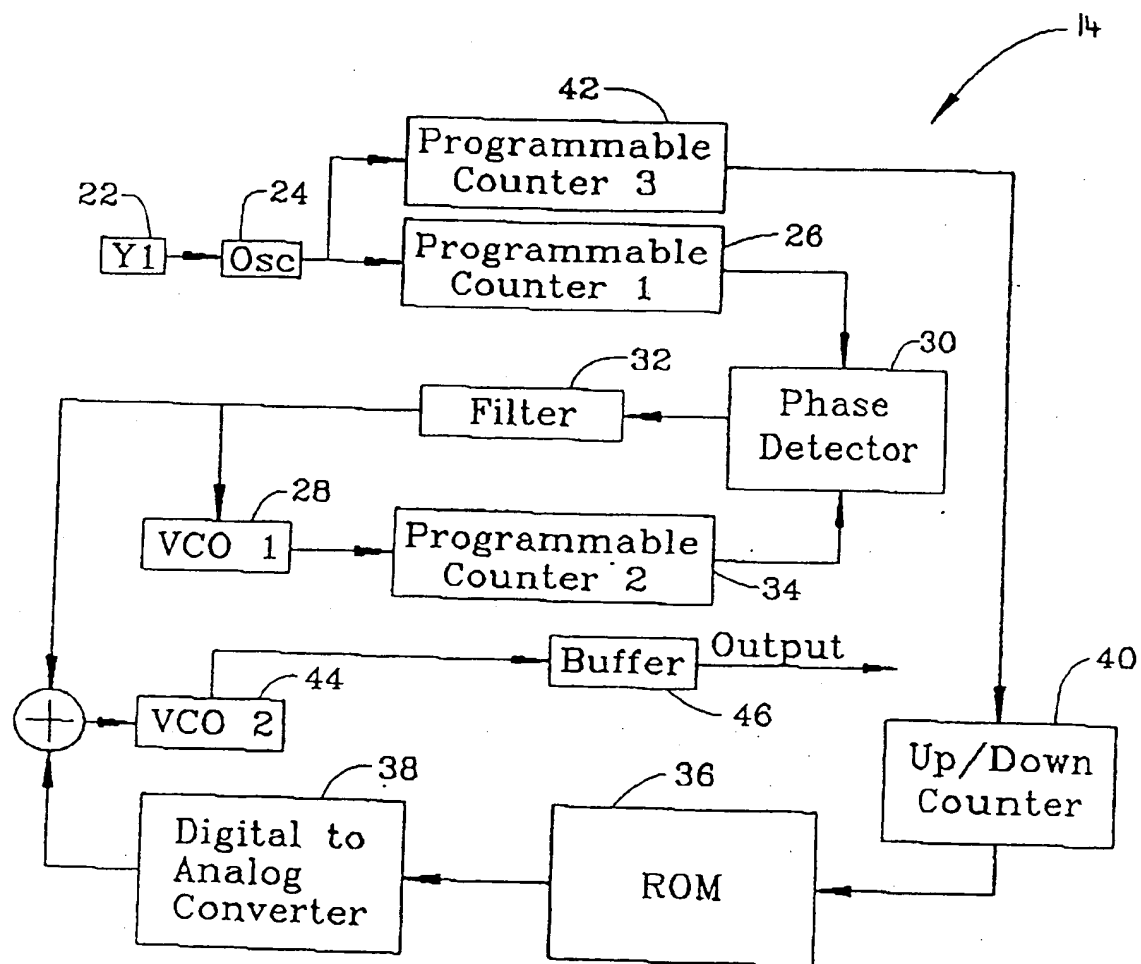 14
42
Programmable
Counter 3
22
24
Y1
Osc
26
Programmable
Counter 1
30
Phase
Detector
32
Filter
28
VCO 1
Programmable
Counter 2
34
Buffer
Output
46
44
VCO 2
40
Up/Down
Counter
38
Digital to
Analog
Converter
36
ROM